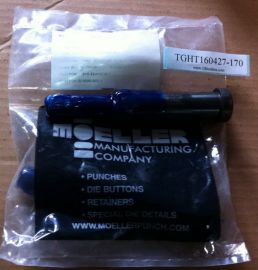 TGHT160427-170
MOELLER
MANUFACTURING
COMPANY
• PUNCHES
• DIE BUTTONS
• RETAINERS
• SPECIAL DIE DETAILS
WWW.MOELLERPUNCH.COM